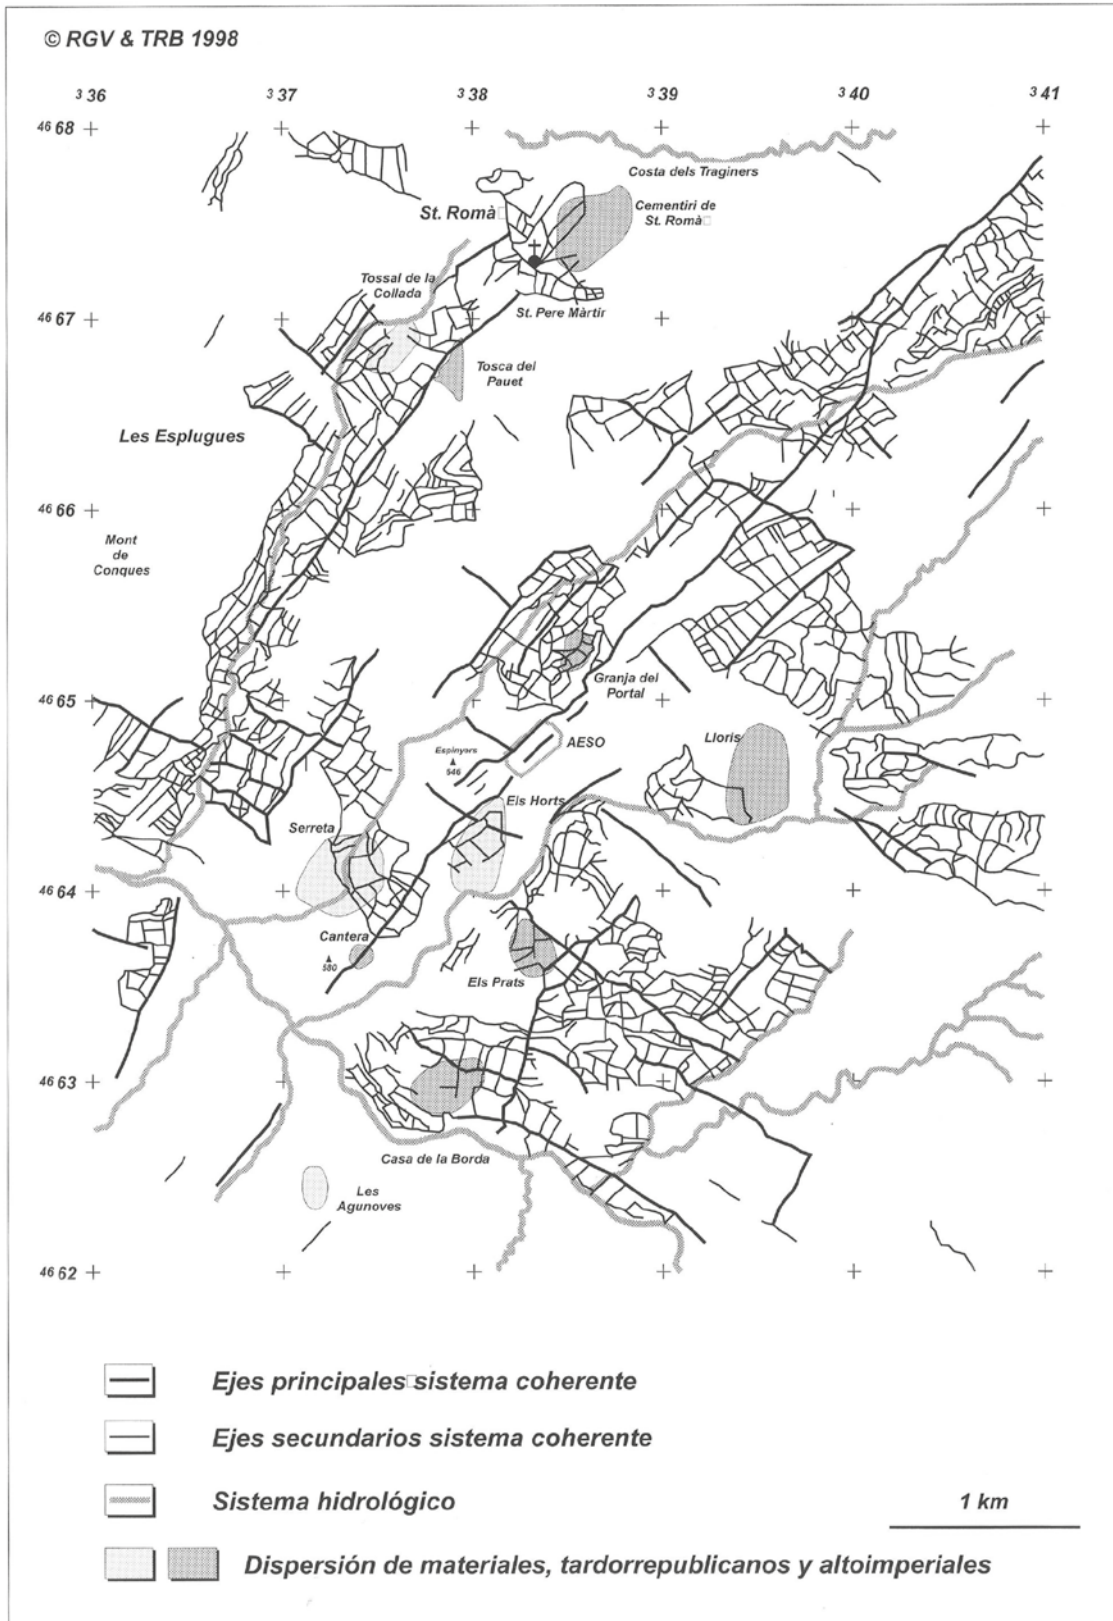 © RGV & TRB 1998
3 36 3 37 3 38 3 39 3 40 3 41
46 68
Costa dels Traginers
Cementiri de
St. Romà
St. Romà
Tossal de la
Collada
46 67
St. Pere Màrtir
Tosca del
Pauet
Les Esplugues
46 66
Mont
de
Conques
Granja del
Portal
46 65
Espinyers
546
AESO
Lloris
Els Horts
Serreta
46 64
Cantera
580
Els Prats
46 63
Casa de la Borda
Les
Agunoves
46 62
Ejes principales sistema coherente
Ejes secundarios sistema coherente
Sistema hidrológico
1 km
Dispersión de materiales, tardorrepublicanos y altoimperiales